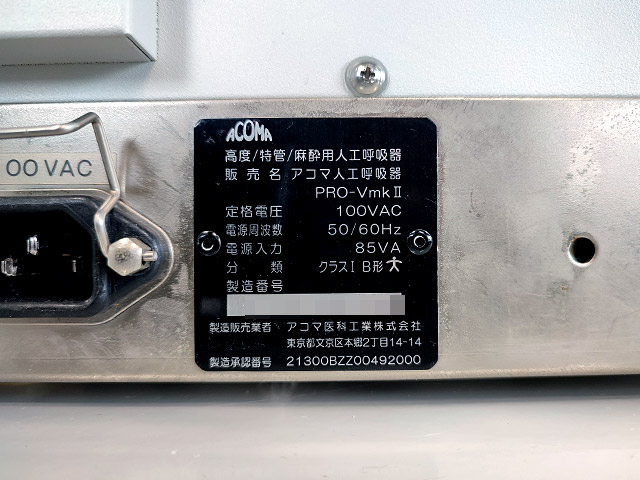 00 VAC
ACOMA
高度/特管/麻酔用人工呼吸器
販売名 アコマ人工呼吸器
PRO-VmkⅡ
定格電圧 100VAC
電源周波数 50/60Hz
電源入力 85VA
分類 クラスⅠ B形
製造番号
製造販売業者 アコマ医科工業株式会社
東京都文京区本郷2丁目14-14
製造承認番号 21300BZZ00492000